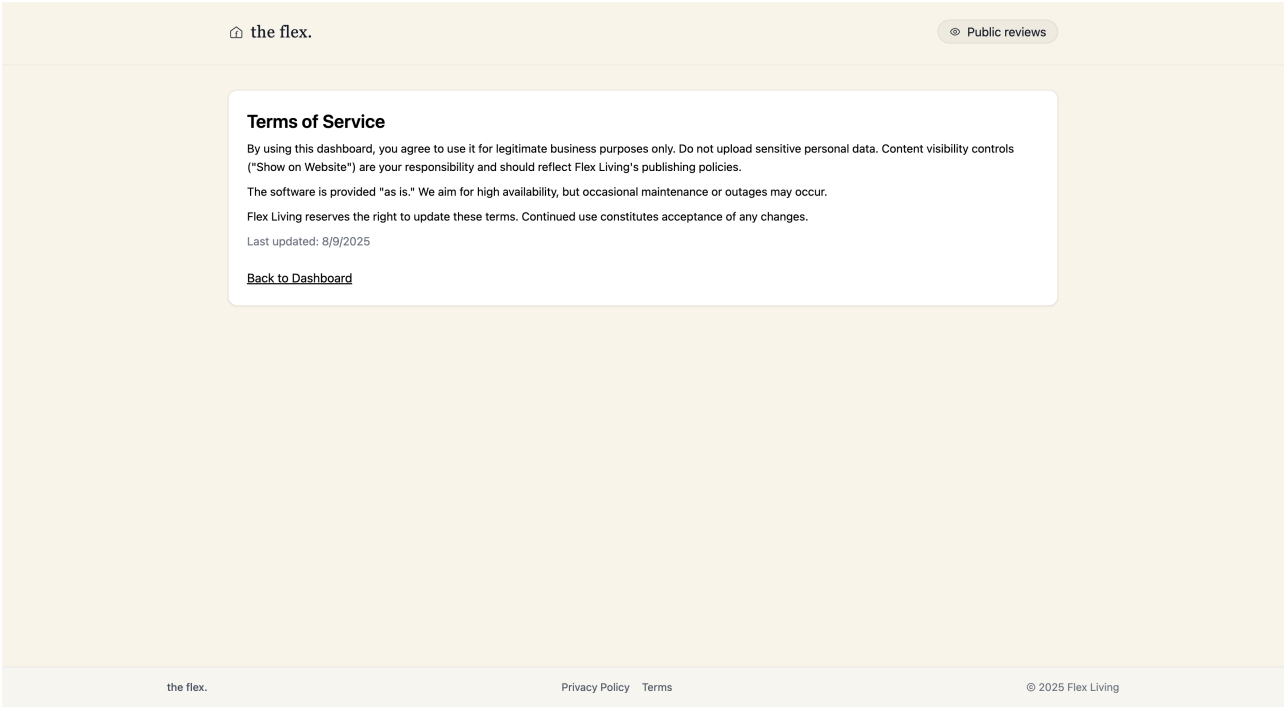 the flex.
Public reviews
Terms of Service
By using this dashboard, you agree to use it for legitimate business purposes only. Do not upload sensitive personal data. Content visibility controls
("Show on Website") are your responsibility and should reflect Flex Living's publishing policies.
The software is provided "as is." We aim for high availability, but occasional maintenance or outages may occur.
Flex Living reserves the right to update these terms. Continued use constitutes acceptance of any changes.
Last updated: 8/9/2025
Back to Dashboard
the flex.
Privacy Policy Terms
© 2025 Flex Living